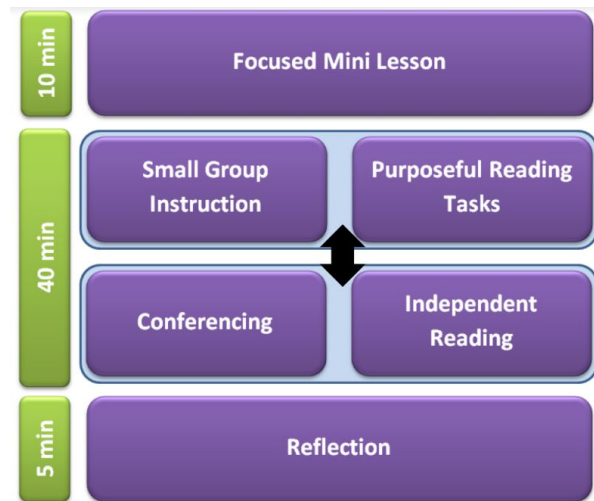 10 min
Focused Mini Lesson
40 min
Small Group
Instruction
Purposeful Reading
Tasks
Conferencing
Independent
Reading
5 min
Reflection